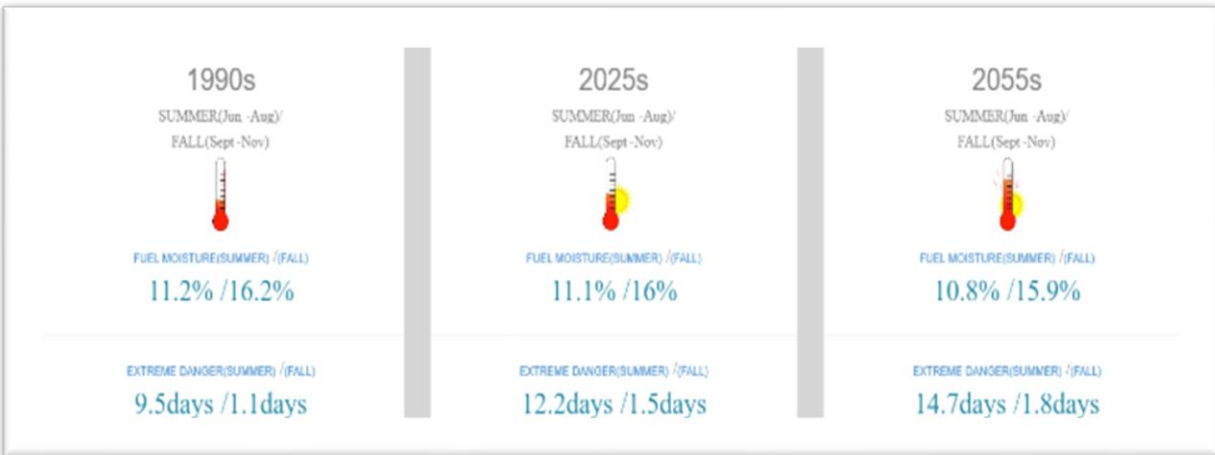 1990s
SUMMER(Jun -Aug)/
FALL(Sept -Nov)
FUEL MOISTURE(SUMMER) /(FALL)
11.2% /16.2%
EXTREME DANGER(SUMMER) /(FALL)
9.5days /1.1days
2025s
SUMMER(Jun -Aug)/
FALL(Sept -Nov)
FUEL MOISTURE(SUMMER) /(FALL)
11.1% /16%
EXTREME DANGER(SUMMER) /(FALL)
12.2days /1.5days
2055s
SUMMER(Jun -Aug)/
FALL(Sept -Nov)
FUEL MOISTURE(SUMMER) /(FALL)
10.8% /15.9%
EXTREME DANGER(SUMMER) /(FALL)
14.7days /1.8days